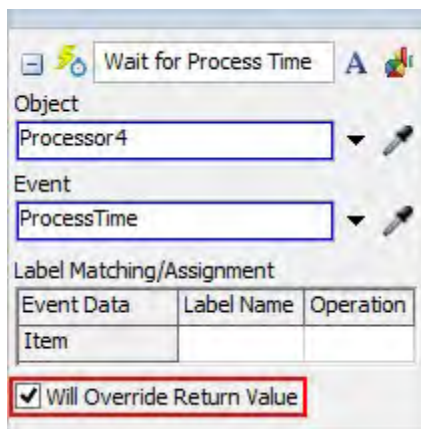 Wait for Process Time A
Object
Processor4
Event
ProcessTime
Label Matching/Assignment
Event Data Label Name Operation
Item
Will Override Return Value